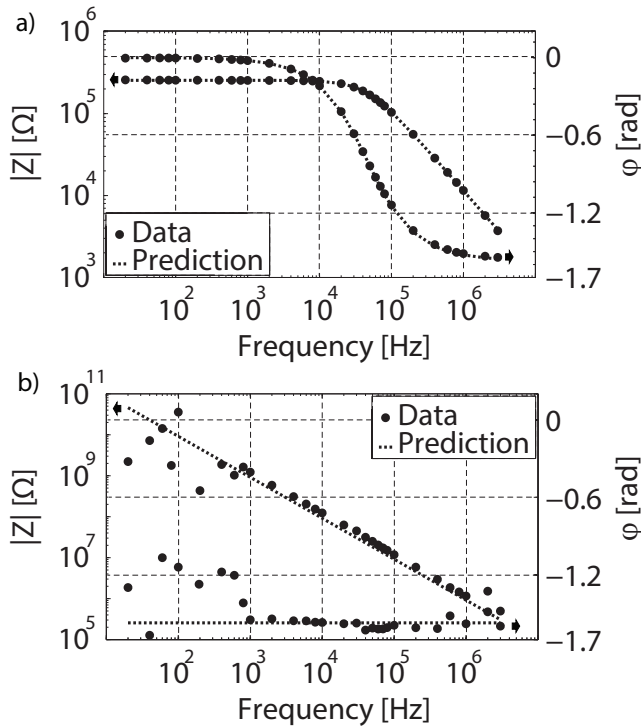 a)
10^6
10^5
10^4
10^3
|Z| [Ω]
0
−0.6
−1.2
−1.7
φ [rad]
Data
Prediction
10^2
10^3
10^4
10^5
10^6
Frequency [Hz]
b)
10^11
10^9
10^7
10^5
|Z| [Ω]
0
−0.6
−1.2
−1.7
φ [rad]
Data
Prediction
10^2
10^3
10^4
10^5
10^6
Frequency [Hz]